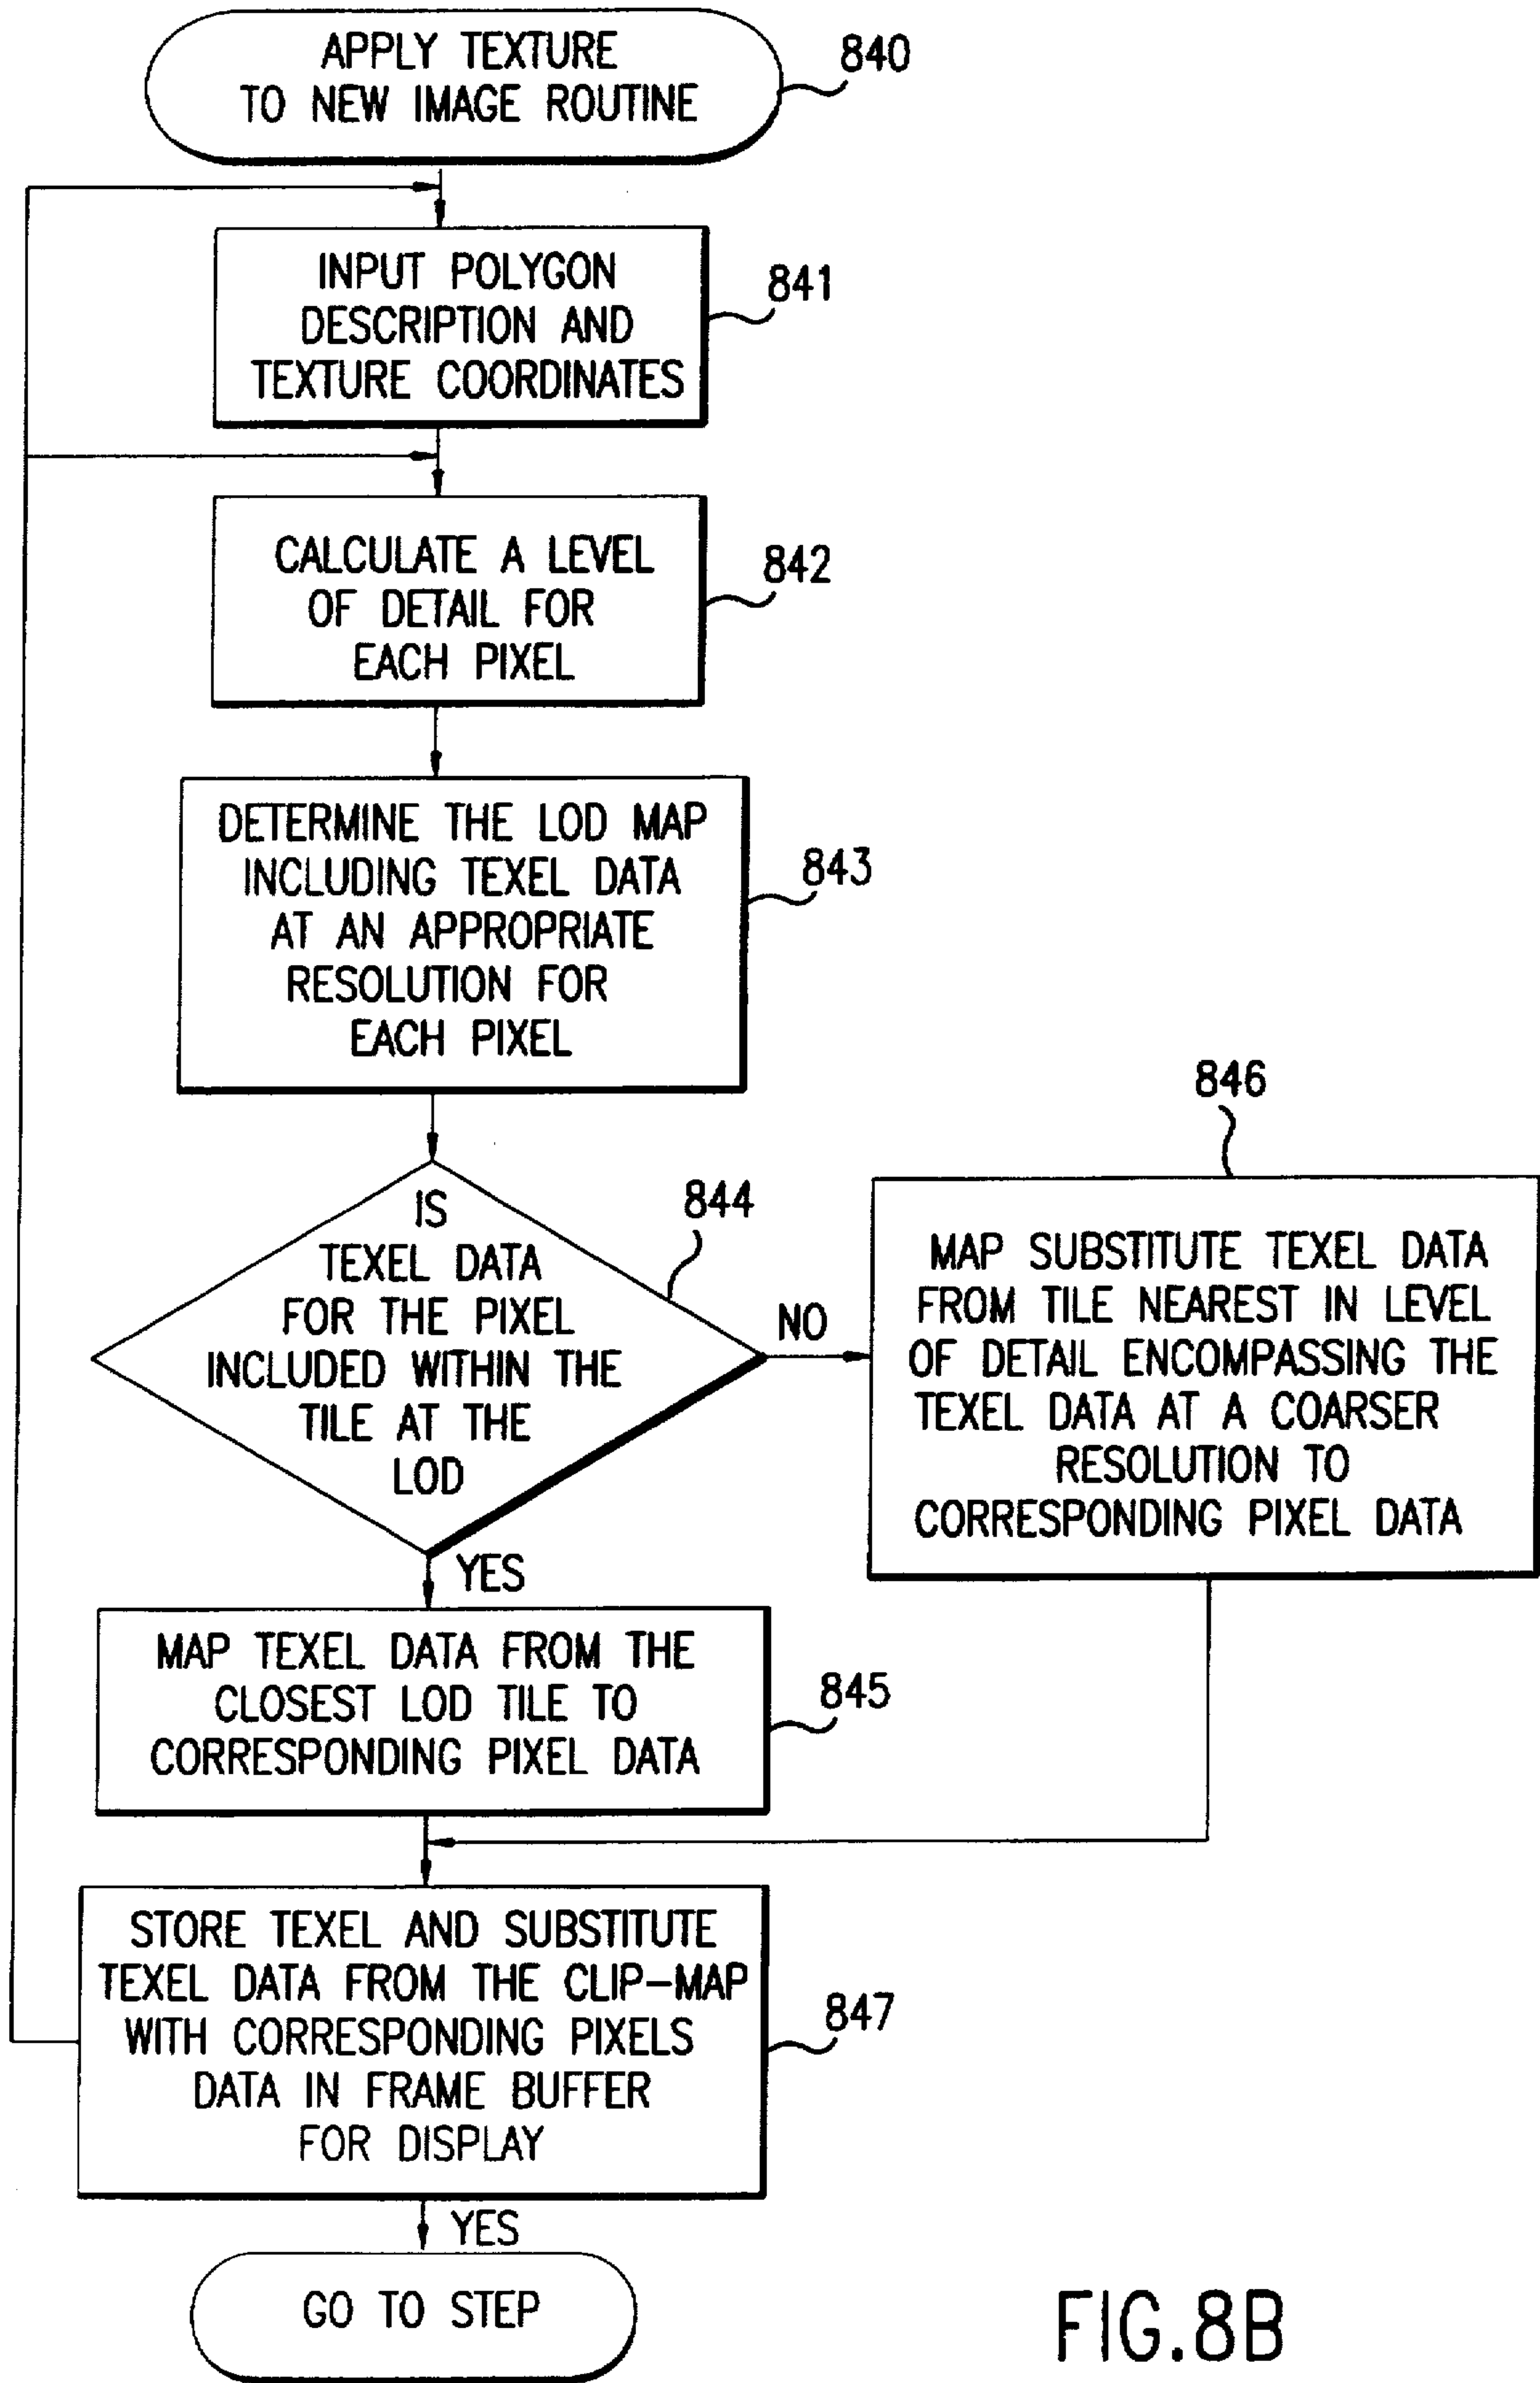 APPLY TEXTURE
TO NEW IMAGE ROUTINE
840
INPUT POLYGON
DESCRIPTION AND
TEXTURE COORDINATES
841
CALCULATE A LEVEL
OF DETAIL FOR
EACH PIXEL
842
DETERMINE THE LOD MAP
INCLUDING TEXEL DATA
AT AN APPROPRIATE
RESOLUTION FOR
EACH PIXEL
843
IS
TEXEL DATA
FOR THE PIXEL
INCLUDED WITHIN THE
TILE AT THE
LOD
844
NO
846
MAP SUBSTITUTE TEXEL DATA
FROM TILE NEAREST IN LEVEL
OF DETAIL ENCOMPASSING THE
TEXEL DATA AT A COARSER
RESOLUTION TO
CORRESPONDING PIXEL DATA
YES
MAP TEXEL DATA FROM THE
CLOSEST LOD TILE TO
CORRESPONDING PIXEL DATA
845
STORE TEXEL AND SUBSTITUTE
TEXEL DATA FROM THE CLIP-MAP
WITH CORRESPONDING PIXELS
DATA IN FRAME BUFFER
FOR DISPLAY
847
YES
GO TO STEP
FIG.8B